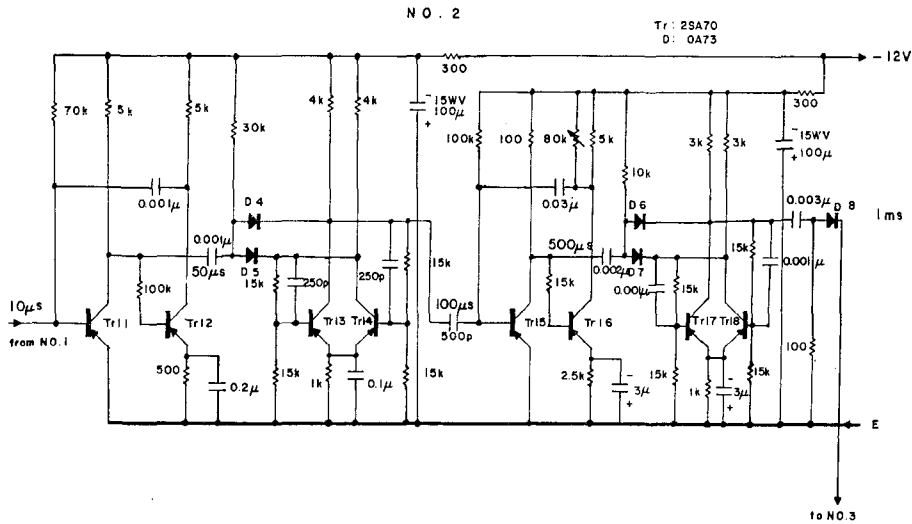 NO. 2
Tr: 2SA70
D: OA73
-12V
300
300
70k
5k
5k
30k
4k
4k
-15WV
100μ
+
100k
100
80k
5k
10k
3k
3k
-15WV
100μ
+
0.001μ
0.03μ
D 4
D 6
0.003μ
D 8
1ms
0.001μ
50μs
D 5
15k
250p
250p
15k
500μs
0.002μ
D 7
0.001μ
15k
15k
0.001μ
100k
100μs
500p
15k
10μs
from NO.1
Tr11
Tr12
Tr13
Tr14
Tr15
Tr16
Tr17
Tr18
100
500
0.2μ
15k
1k
0.1μ
15k
2.5k
-
3μ
+
15k
1k
-
3μ
+
15k
E
to NO.3